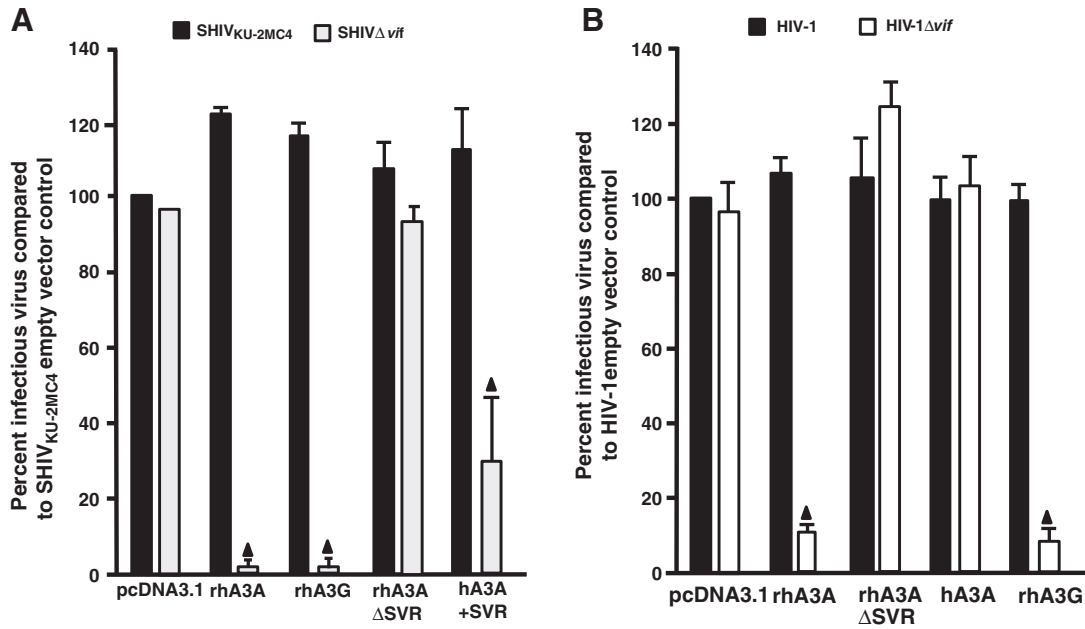 A
SHIVKU-2MC4 SHIVΔvif
Percent infectious virus compared
to SHIVKU-2MC4 empty vector control
140
120
100
80
60
40
20
0
pcDNA3.1 rhA3A rhA3G rhA3A hA3A
ΔSVR +SVR
B
HIV-1 HIV-1Δvif
Percent infectious virus compared
to HIV-1empty vector control
140
120
100
80
60
40
20
0
pcDNA3.1 rhA3A rhA3A hA3A rhA3G
ΔSVR